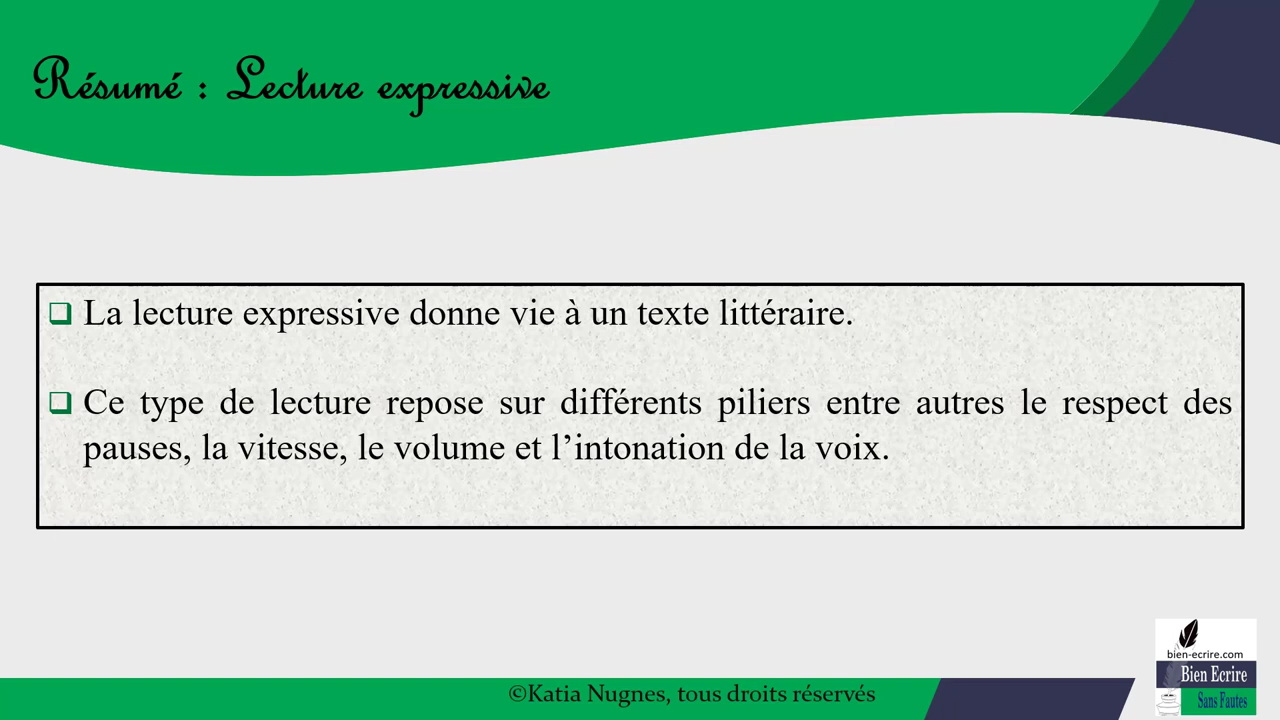 Résumé : Lecture expressive
La lecture expressive donne vie à un texte littéraire.
Ce type de lecture repose sur différents piliers entre autres le respect des
pauses, la vitesse, le volume et l’intonation de la voix.
©Katia Nugnes, tous droits réservés
bien-ecrire.com
Bien Ecrire
Sans Fautes